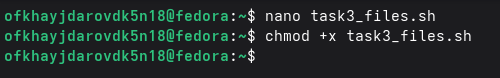 ofkhayjdarovdk5n18@fedora:~$ nano task3_files.sh
ofkhayjdarovdk5n18@fedora:~$ chmod +x task3_files.sh
ofkhayjdarovdk5n18@fedora:~$